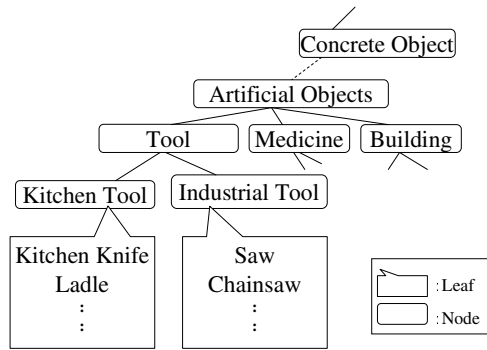 Concrete Object
Artificial Objects
Tool
Medicine
Building
Kitchen Tool
Industrial Tool
Kitchen Knife
Ladle
:
:
Saw
Chainsaw
:
:
: Leaf
: Node